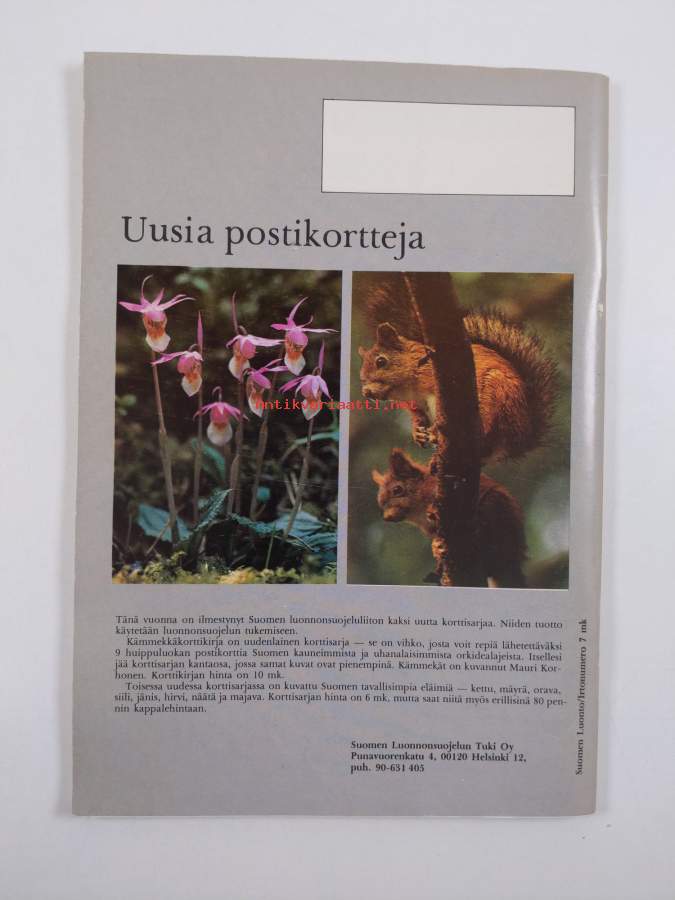 Uusia postikortteja
antikvariaatti.net
Tänä vuonna on ilmestynyt Suomen luonnonsuojeluliiton kaksi uutta korttisarjaa. Niiden tuotto
käytetään luonnonsuojelun tukemiseen.
Kämmekkäkorttikirja on uudenlainen korttisarja — se on vihko, josta voit repiä lähetettäväksi
9 huippuluokan postikorttia Suomen kauneimmista ja uhanalaisimmista orkidealajeista. Itsellesi
jää korttisarjan kantaosa, jossa samat kuvat ovat pienempinä. Kämmekät on kuvannut Mauri Kor-
honen. Korttikirjan hinta on 10 mk.
Toisessa uudessa korttisarjassa on kuvattu Suomen tavallisimpia eläimiä — kettu, mäyrä, orava,
siili, jänis, hirvi, näätä ja majava. Korttisarjan hinta on 6 mk, mutta saat niitä myös erillisinä 80 pen-
nin kappalehintaan.
Suomen Luonnonsuojelun Tuki Oy
Punavuorenkatu 4, 00120 Helsinki 12,
puh. 90-631 405
Suomen Luonto/Irtonumero 7 mk